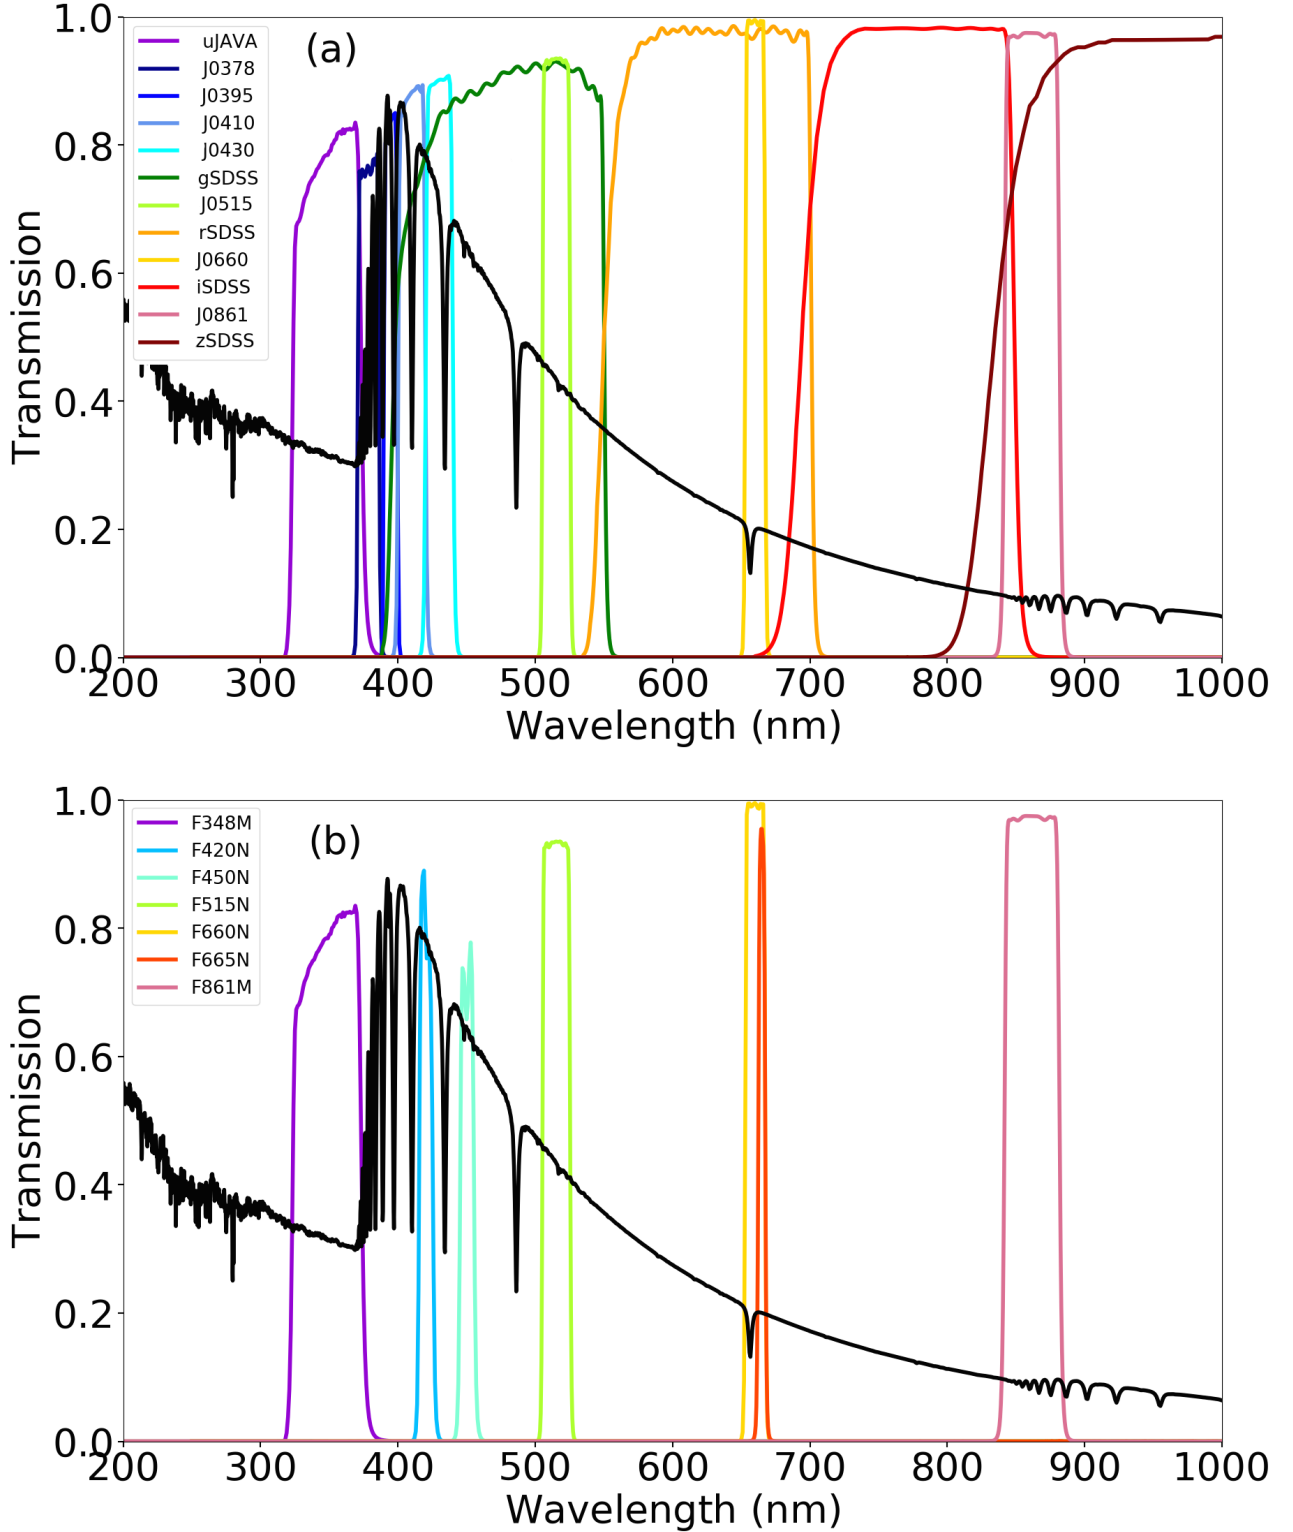 (a)
uJAVA
J0378
J0395
J0410
J0430
gSDSS
J0515
rSDSS
J0660
iSDSS
J0861
zSDSS
Transmission
1.0
0.8
0.6
0.4
0.2
0.0
200 300 400 500 600 700 800 900 1000
Wavelength (nm)
(b)
F348M
F420N
F450N
F515N
F660N
F665N
F861M
Transmission
1.0
0.8
0.6
0.4
0.2
0.0
200 300 400 500 600 700 800 900 1000
Wavelength (nm)